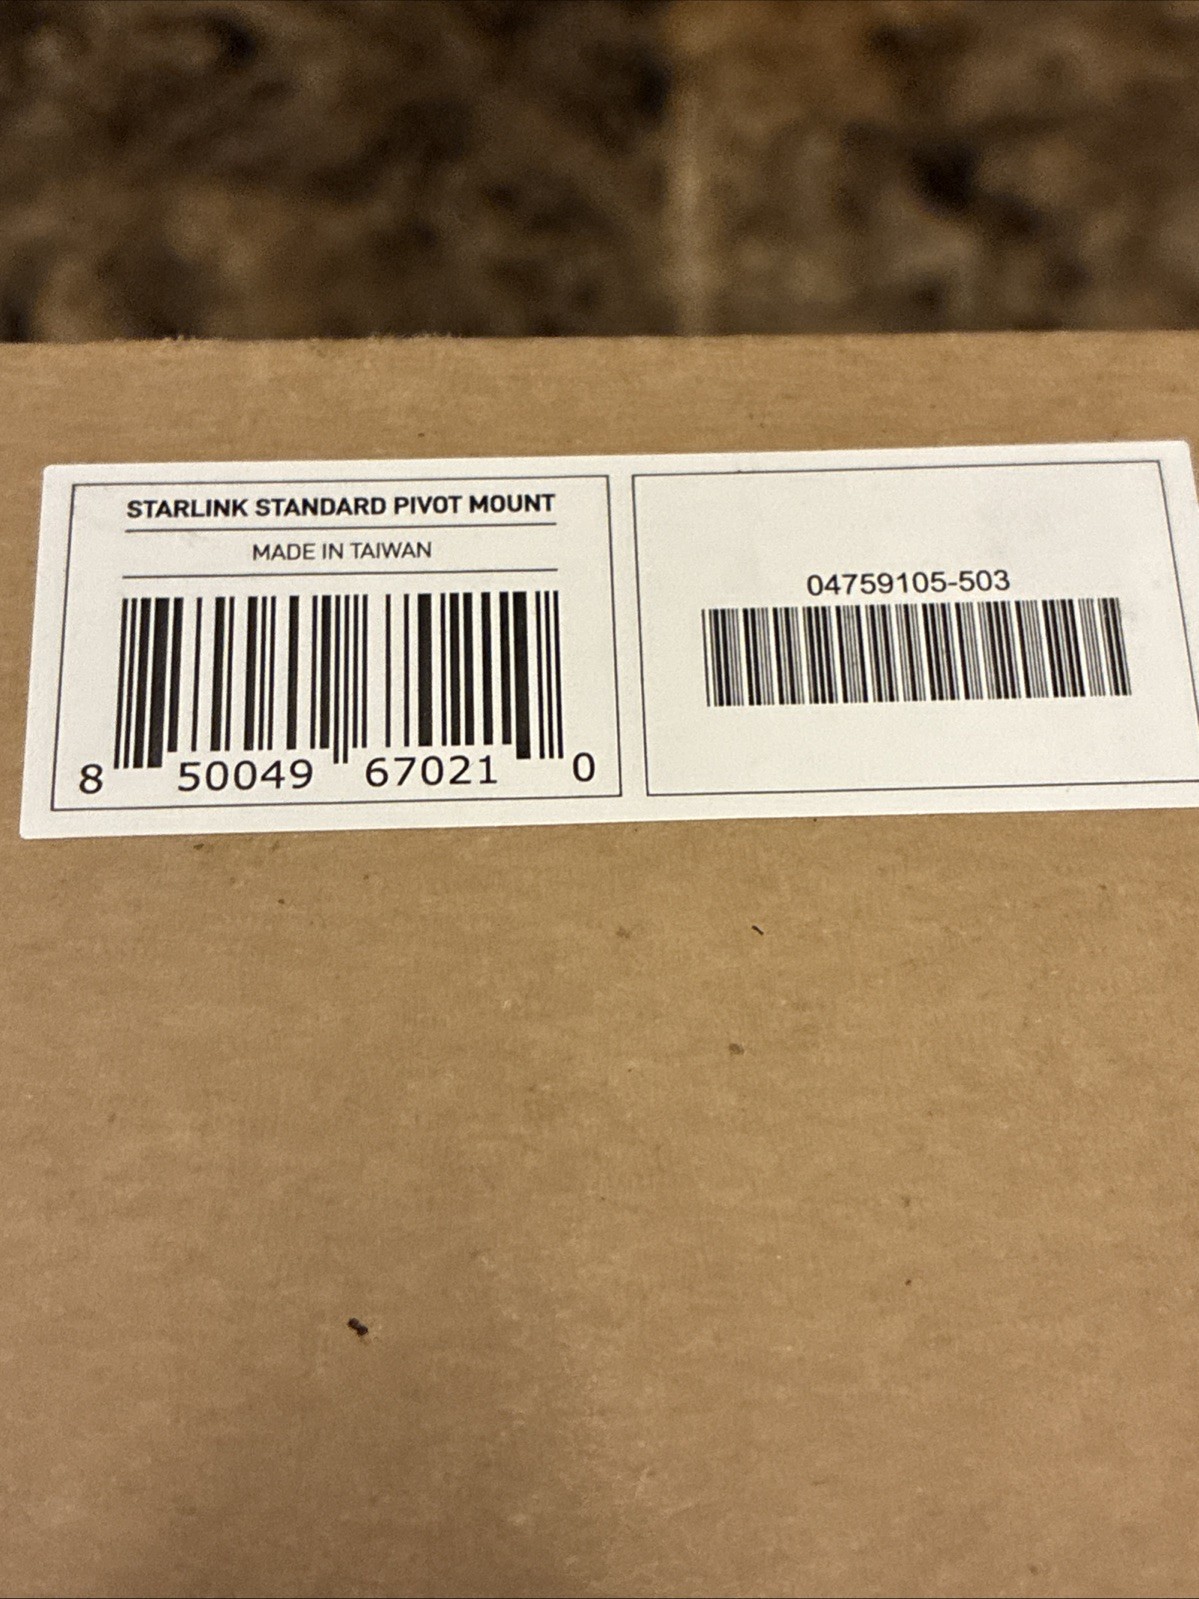 STARLINK STANDARD PIVOT MOUNT
MADE IN TAIWAN
8 50049 67021 0
04759105-503